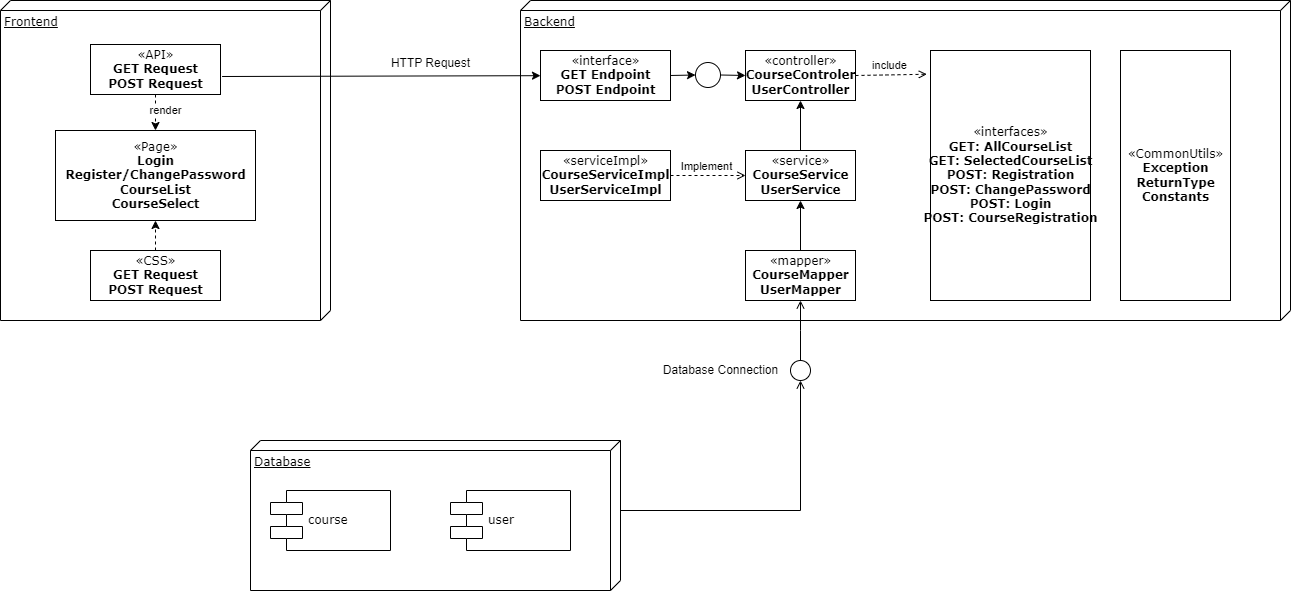 Frontend
«API»
GET Request
POST Request
render
«Page»
Login
Register/ChangePassword
CourseList
CourseSelect
«CSS»
GET Request
POST Request
HTTP Request
Backend
«interface»
GET Endpoint
POST Endpoint
«controller»
CourseControler
UserController
include
«serviceImpl»
CourseServiceImpl
UserServiceImpl
Implement
«service»
CourseService
UserService
«mapper»
CourseMapper
UserMapper
«interfaces»
GET: AllCourseList
GET: SelectedCourseList
POST: Registration
POST: ChangePassword
POST: Login
POST: CourseRegistration
«CommonUtils»
Exception
ReturnType
Constants
Database Connection
Database
course
user